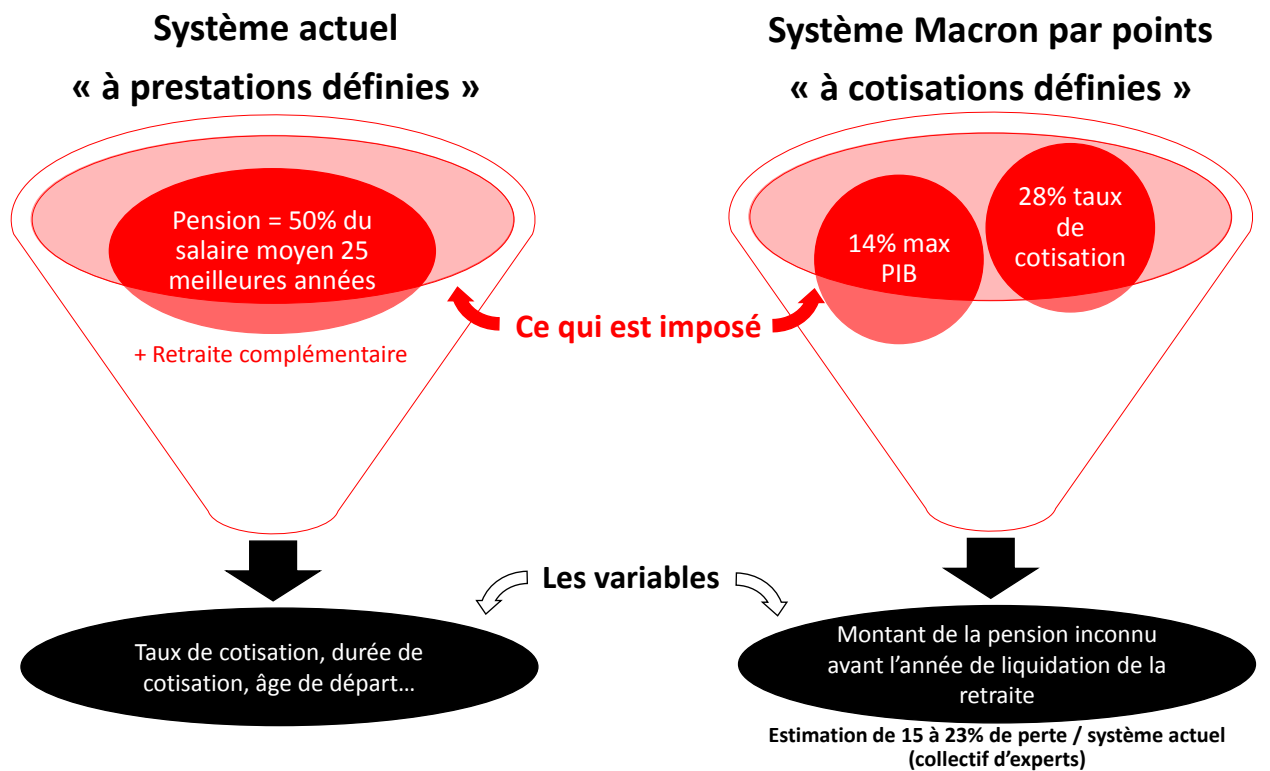 Système actuel
« à prestations définies »
Pension = 50% du
salaire moyen 25
meilleures années
+ Retraite complémentaire
Système Macron par points
« à cotisations définies »
14% max
PIB
28% taux
de
cotisation
Ce qui est imposé
Les variables
Taux de cotisation, durée de
cotisation, âge de départ…
Montant de la pension inconnu
avant l’année de liquidation de la
retraite
Estimation de 15 à 23% de perte / système actuel
(collectif d’experts)